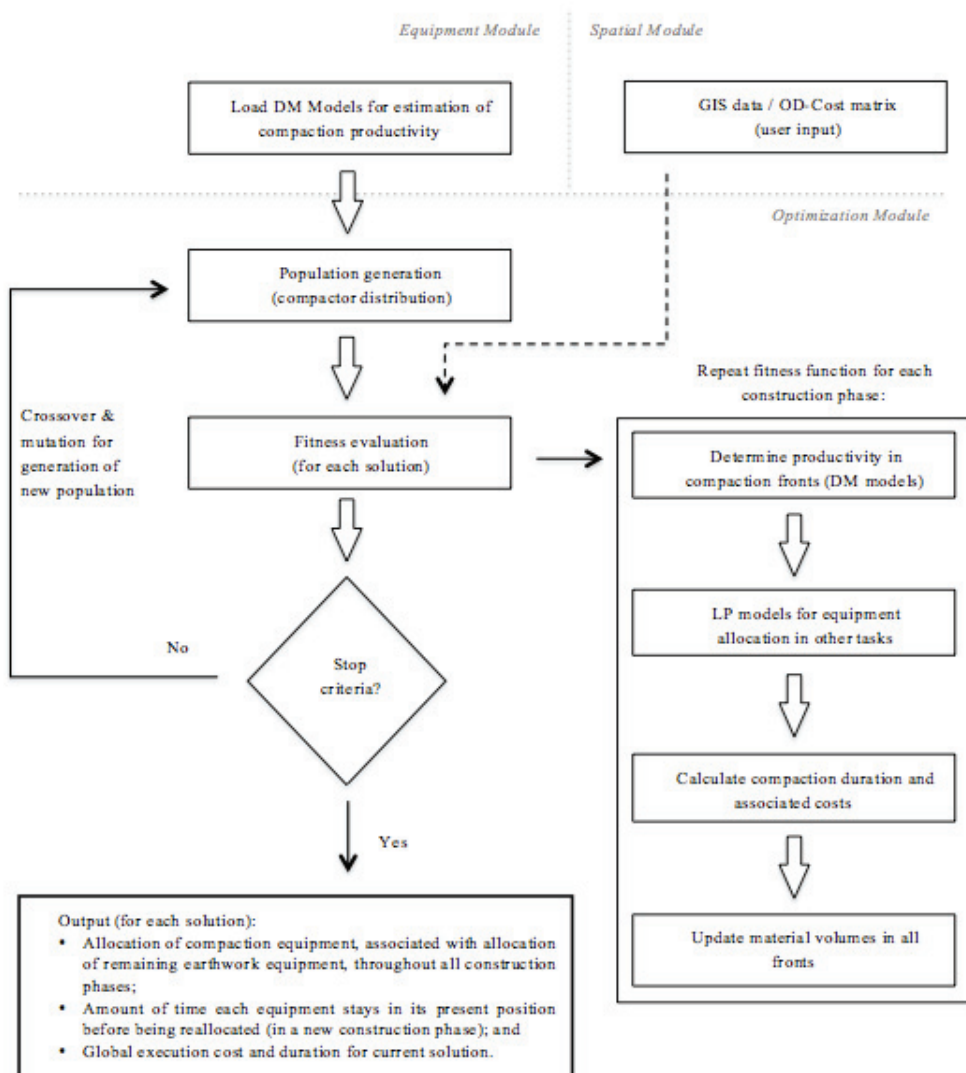 Equipment Module
Spatial Module
Load DM Models for estimation of
compaction productivity
GIS data / OD-Cost matrix
(user input)
Optimization Module
Population generation
(compactor distribution)
Repeat fitness function for each
construction phase:
Crossover &
mutation for
generation of
new population
Fitness evaluation
(for each solution)
Determine productivity in
compaction fronts (DM models)
LP models for equipment
allocation in other tasks
No
Stop
criteria?
Calculate compaction duration and
associated costs
Yes
Update material volumes in all
fronts
Output (for each solution):
• Allocation of compaction equipment, associated with allocation
of remaining earthwork equipment, throughout all construction
phases;
• Amount of time each equipment stays in its present position
before being reallocated (in a new construction phase); and
• Global execution cost and duration for current solution.